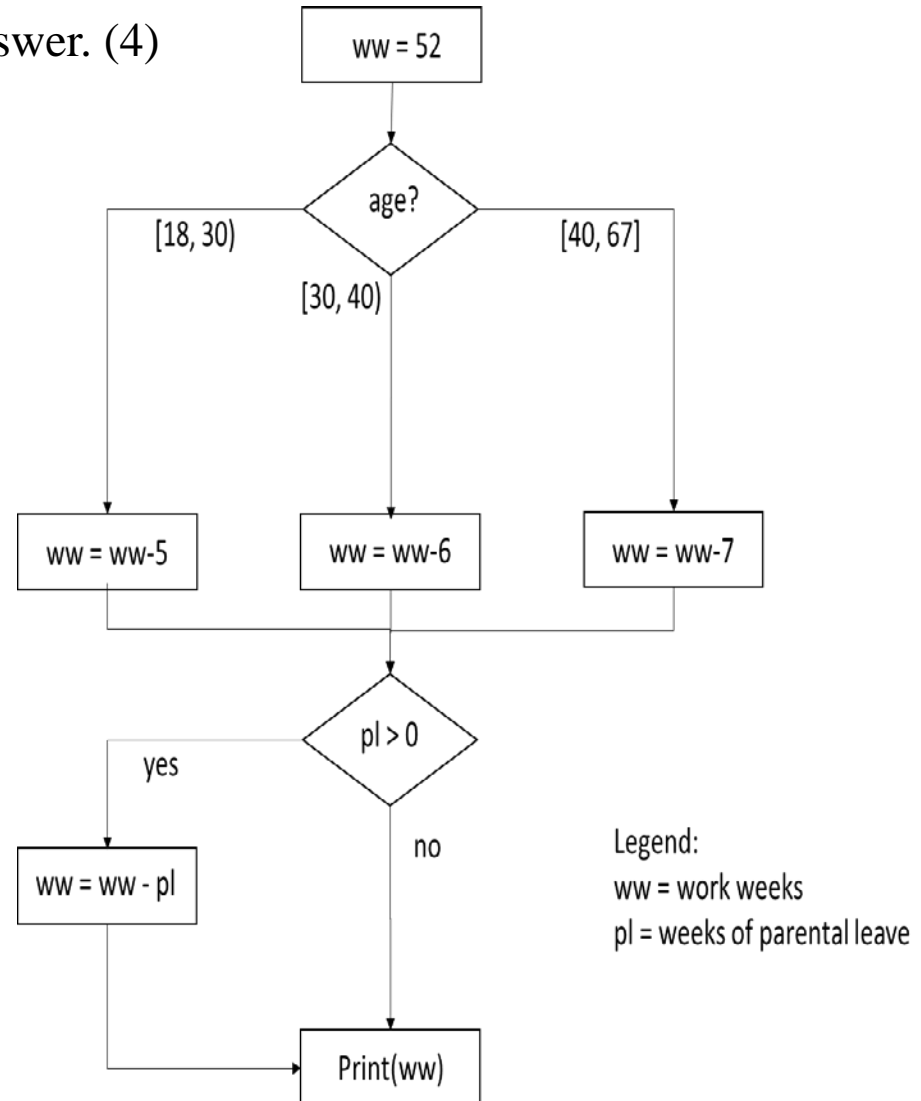 swer. (4)
ww = 52
age?
[18, 30)
[40, 67]
[30, 40)
ww = ww-5
ww = ww-6
ww = ww-7
pl > 0
yes
no
ww = ww - pl
Legend:
ww = work weeks
pl = weeks of parental leave
Print(ww)